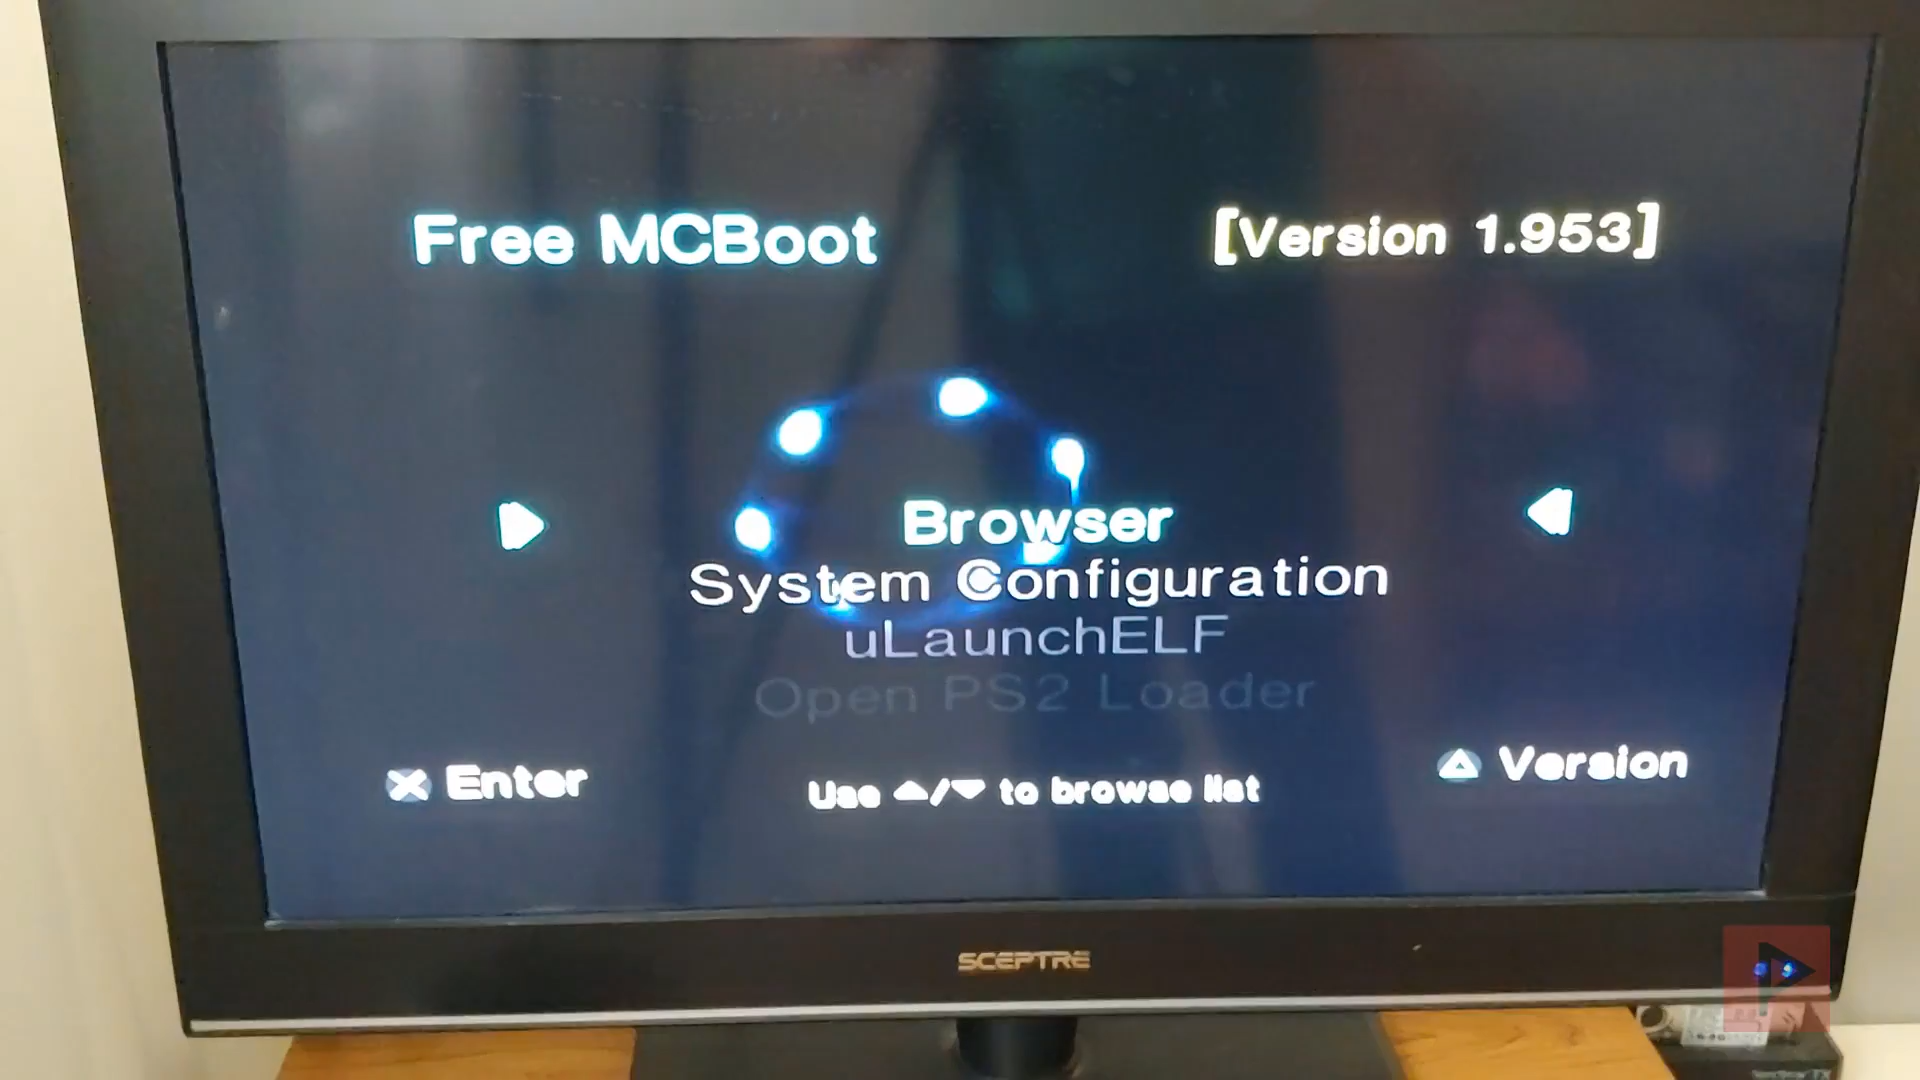 Free MCBoot
[Version 1.953]
Browser
System Configuration
uLaunchELF
Open PS2 Loader
Enter
Use ▲/▼ to browse list
Version
SCEPTRE